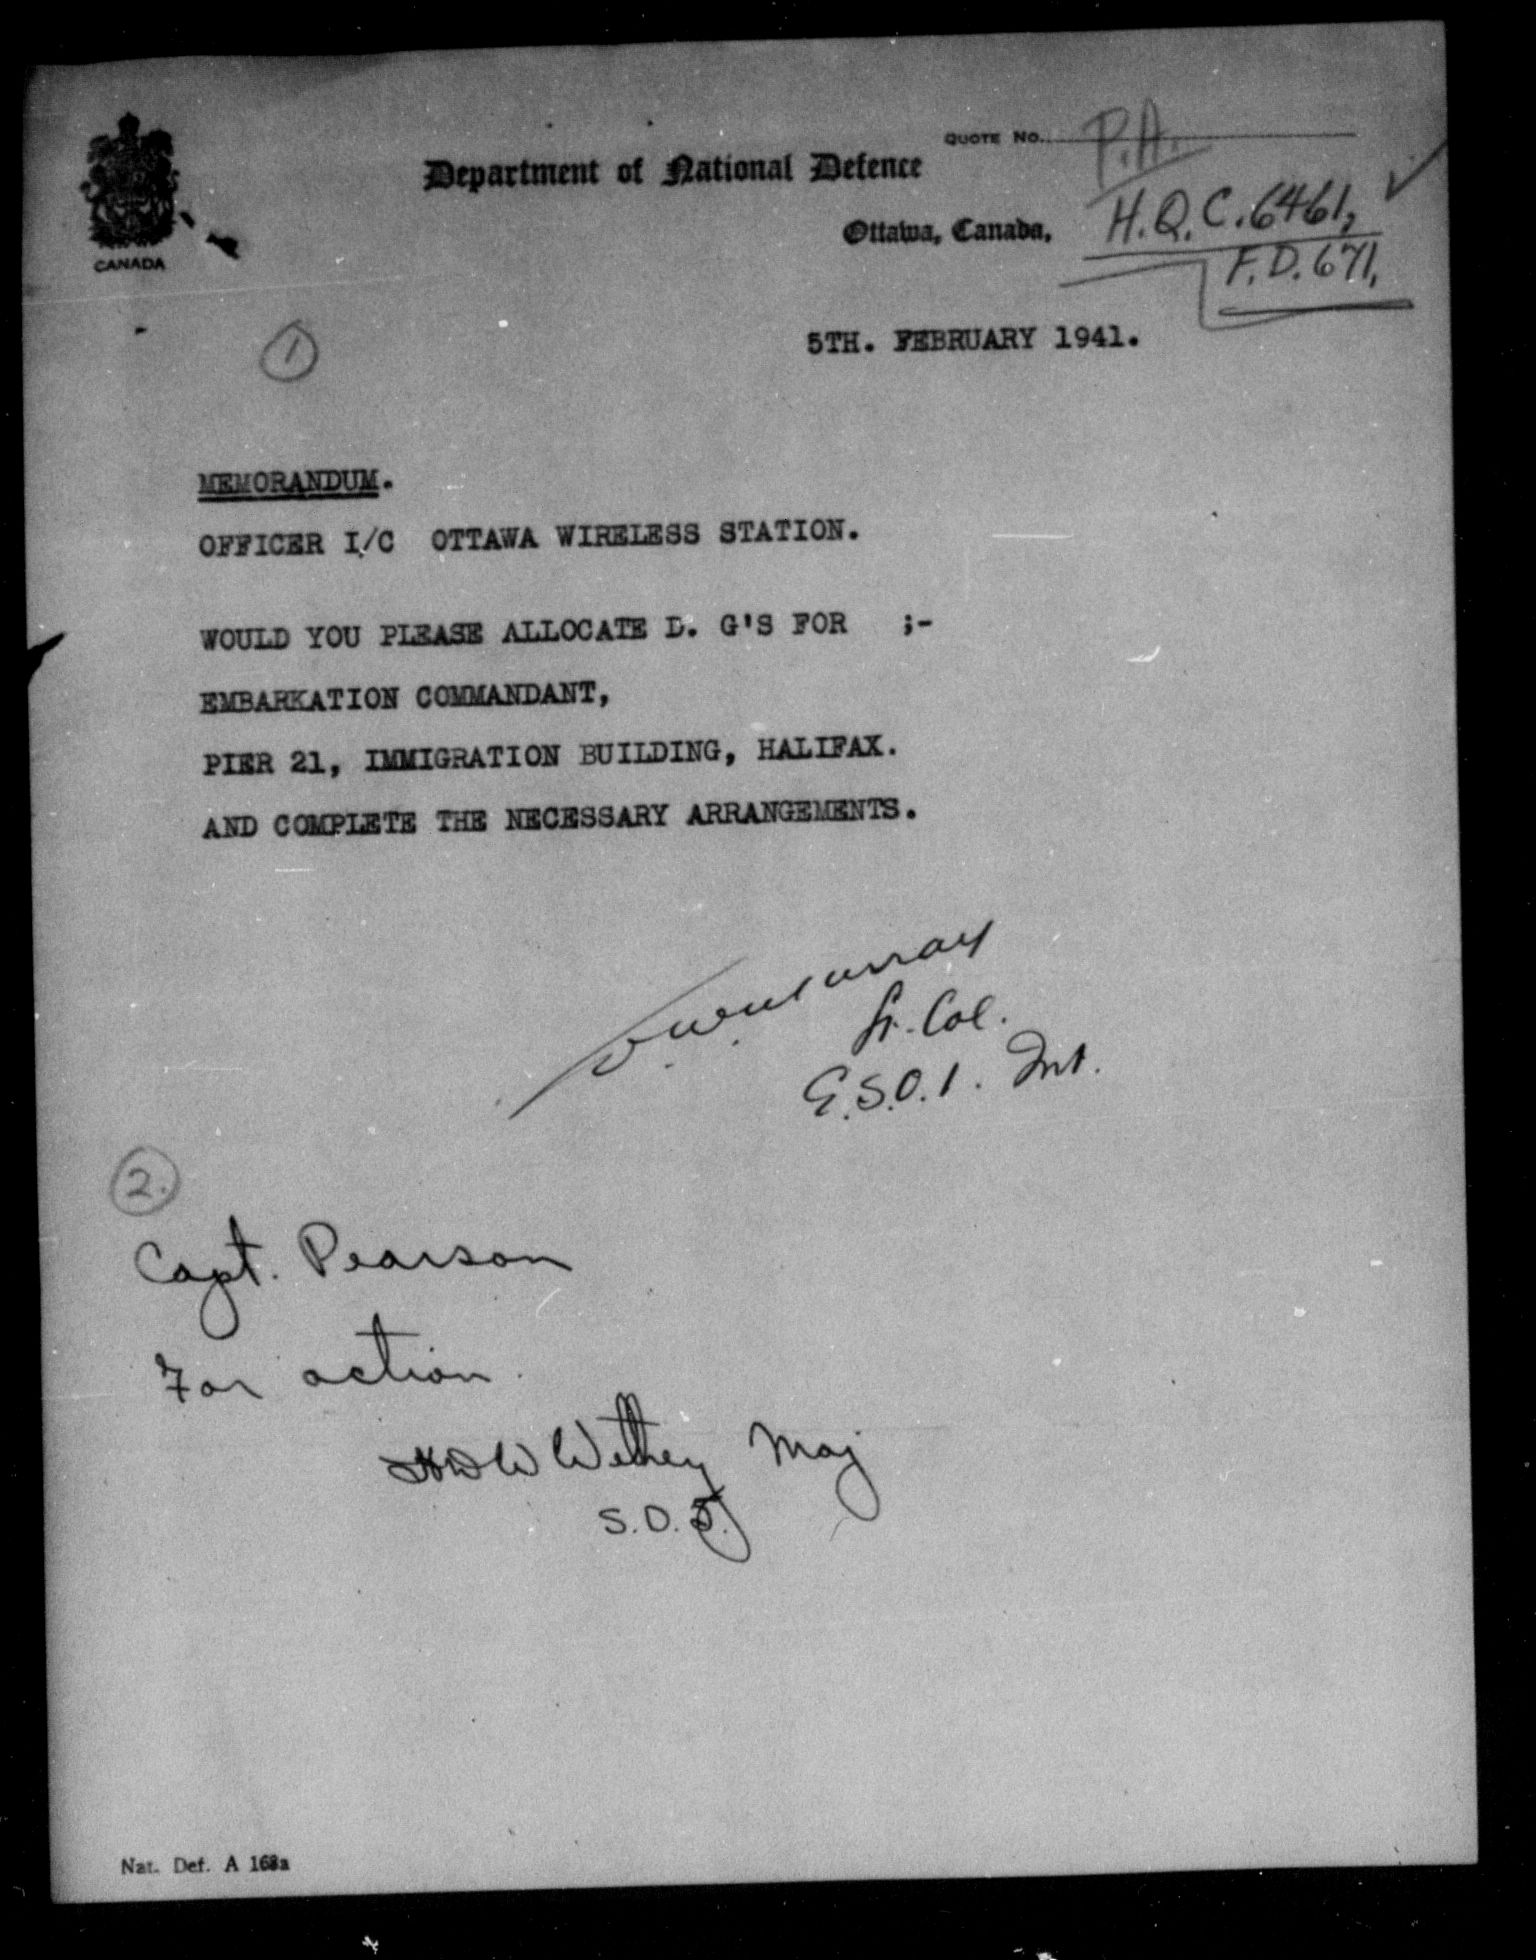 CANADA
QUOTE No.
P.A.
Department of National Defence
H.Q.C. 6461,
Ottawa, Canada,
F.D. 671,
5TH. FEBRUARY 1941.
1
MEMORANDUM.
OFFICER I/C OTTAWA WIRELESS STATION.
WOULD YOU PLEASE ALLOCATE D. G'S FOR ;-
EMBARKATION COMMANDANT,
PIER 21, IMMIGRATION BUILDING, HALIFAX.
AND COMPLETE THE NECESSARY ARRANGEMENTS.
Lt. Col.
G.S.O.1. Int.
2.
Capt. Pearson
For action.
HDW Wethey Maj
Nat. Def. A 168a